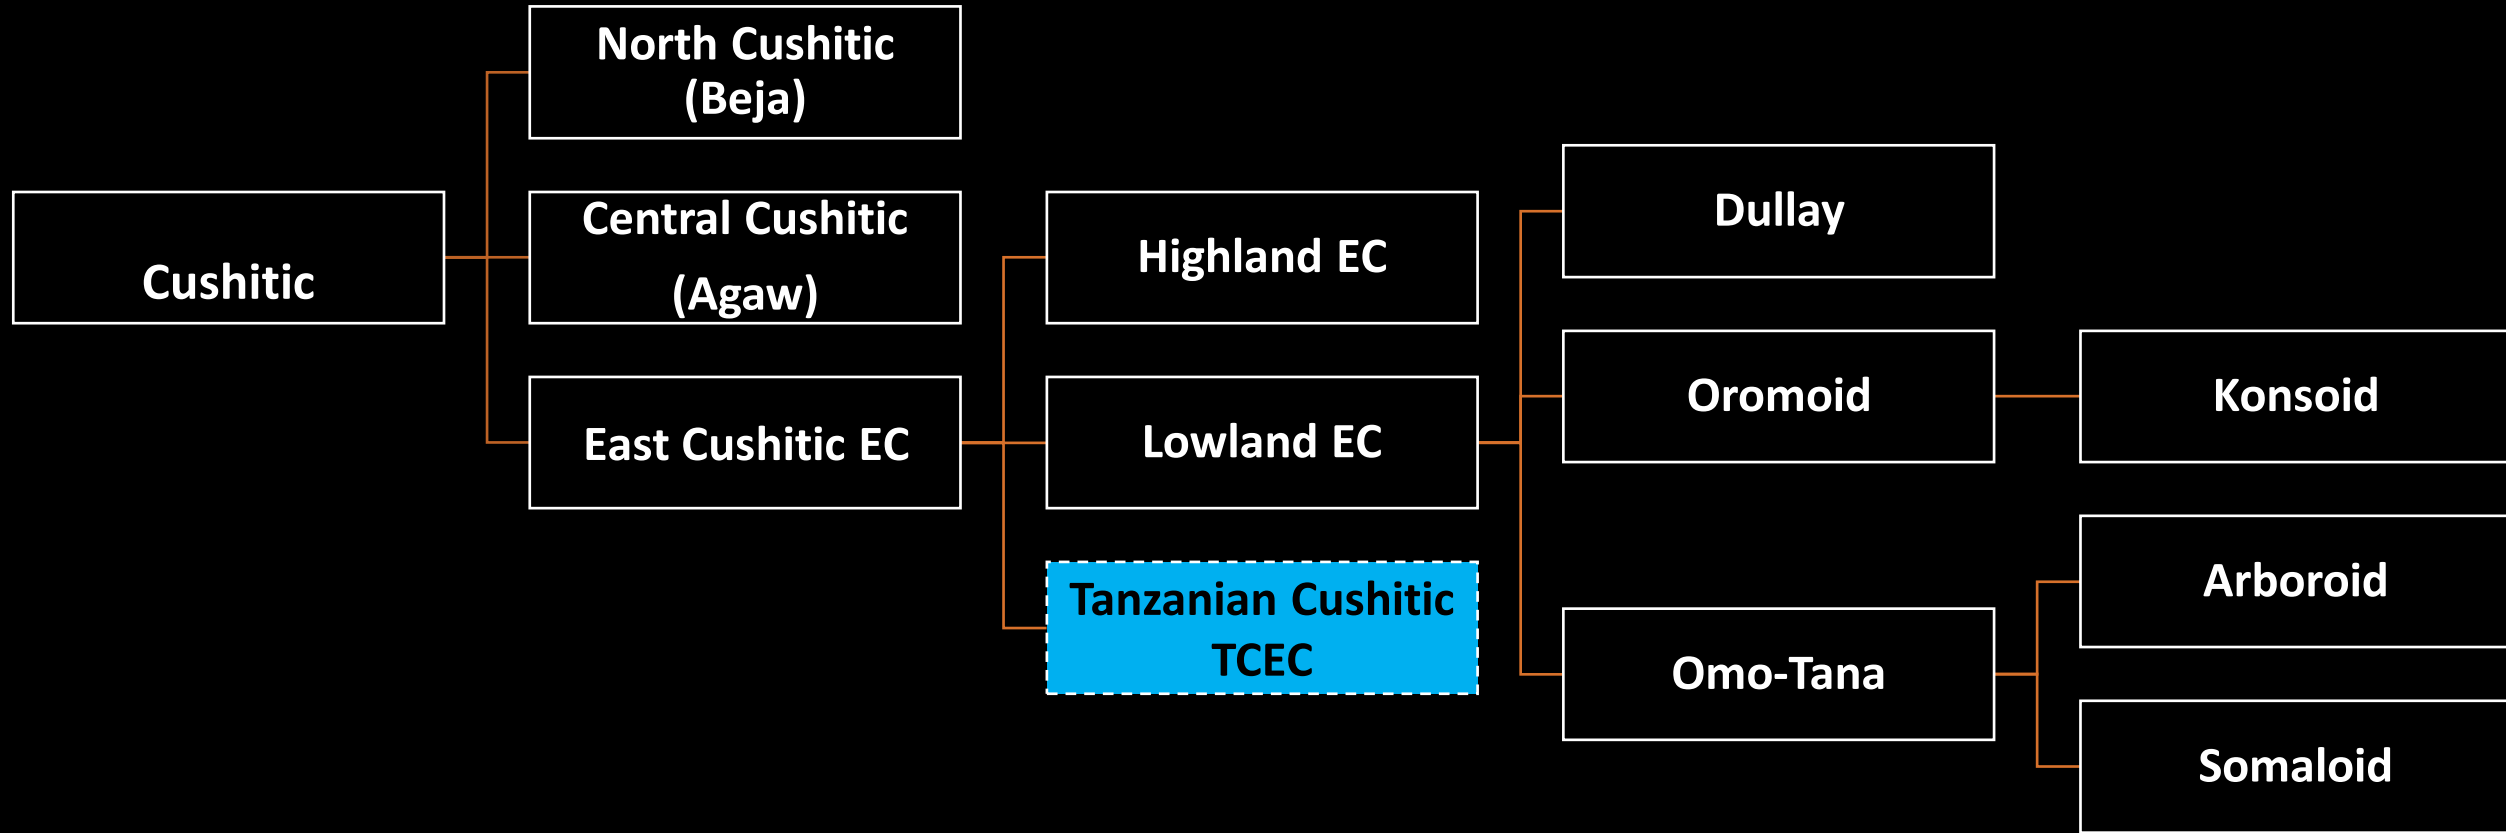 North Cushitic
(Beja)
Cushitic
Central Cushitic
(Agaw)
East Cushitic EC
Highland EC
Lowland EC
Tanzanian Cushitic
TCEC
Dullay
Oromoid
Omo-Tana
Konsoid
Arboroid
Somaloid